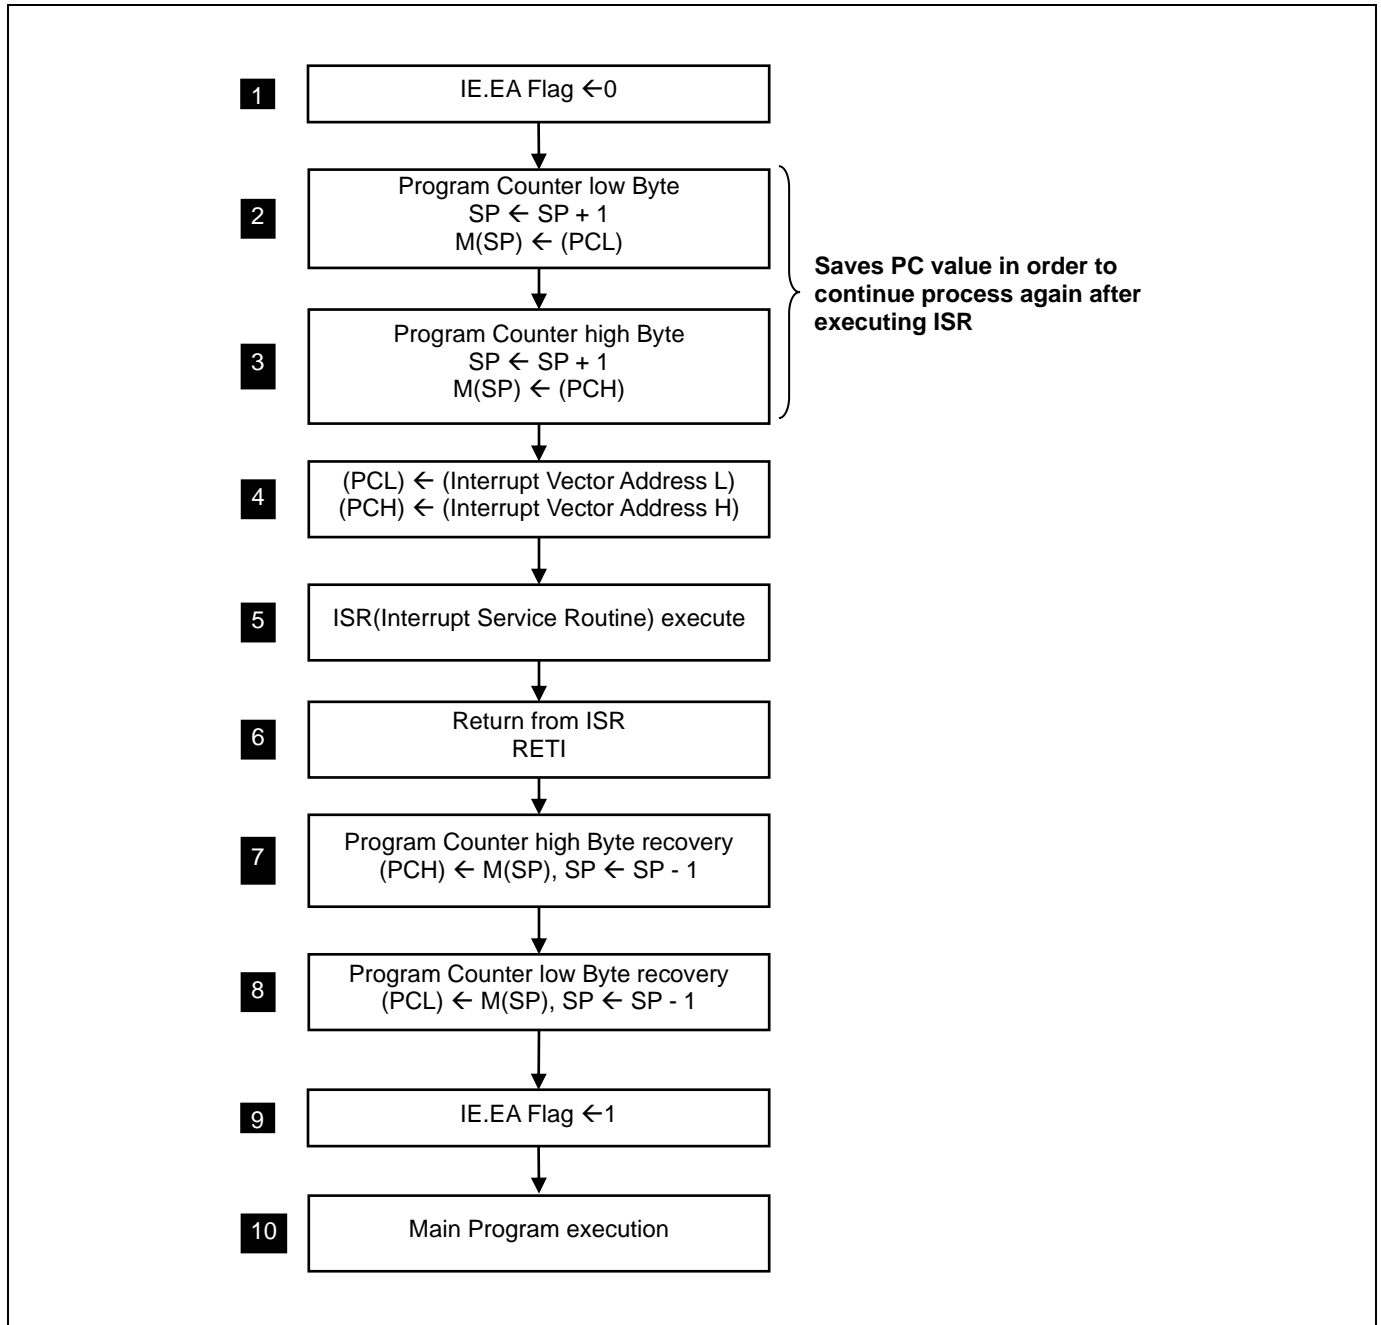 1
IE.EA Flag ←0
2
Program Counter low Byte
SP ← SP + 1
M(SP) ← (PCL)
3
Program Counter high Byte
SP ← SP + 1
M(SP) ← (PCH)
Saves PC value in order to
continue process again after
executing ISR
4
(PCL) ← (Interrupt Vector Address L)
(PCH) ← (Interrupt Vector Address H)
5
ISR(Interrupt Service Routine) execute
6
Return from ISR
RETI
7
Program Counter high Byte recovery
(PCH) ← M(SP), SP ← SP - 1
8
Program Counter low Byte recovery
(PCL) ← M(SP), SP ← SP - 1
9
IE.EA Flag ←1
10
Main Program execution